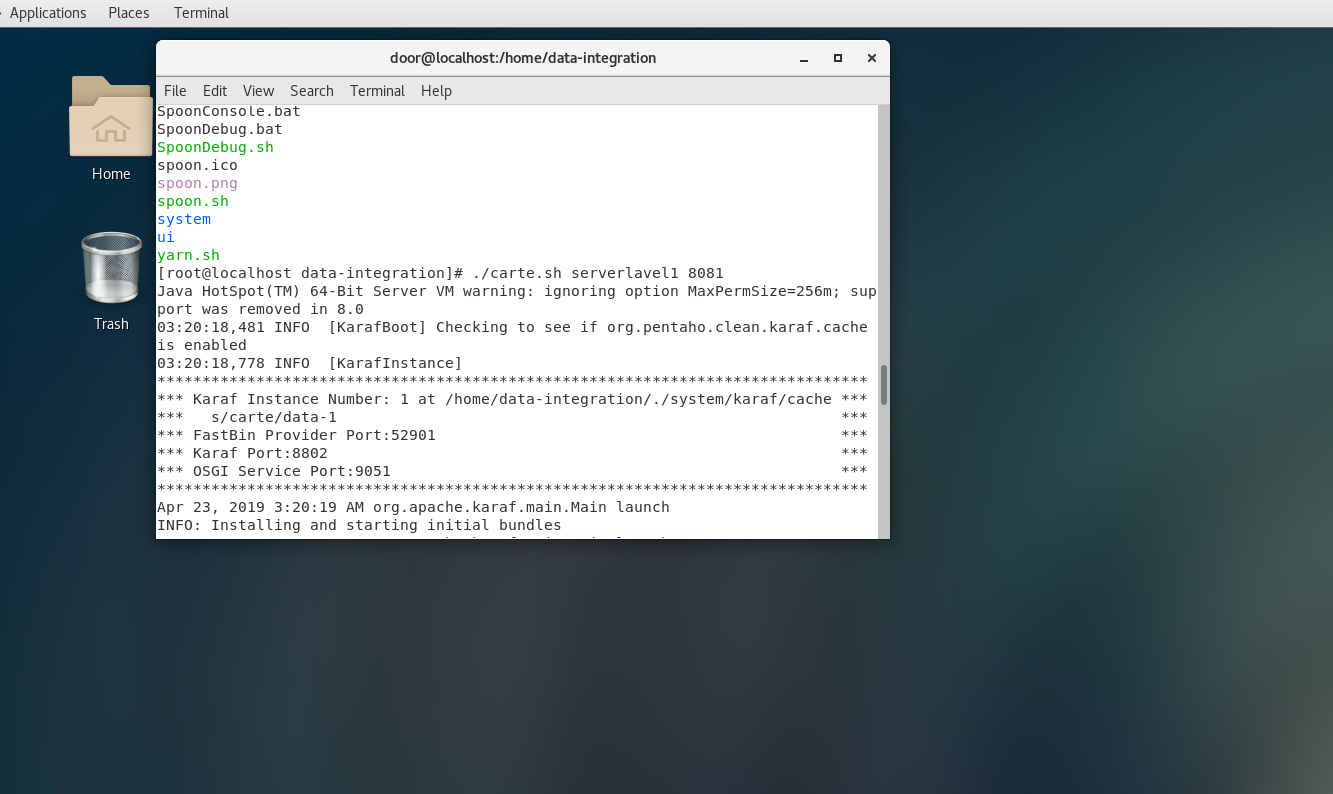 Applications Places Terminal
door@localhost:/home/data-integration
File Edit View Search Terminal Help
Home
Trash
SpoonConsole.bat
SpoonDebug.bat
SpoonDebug.sh
spoon.ico
spoon.png
spoon.sh
system
ui
yarn.sh
[root@localhost data-integration]# ./carte.sh serverlavel1 8081
Java HotSpot(TM) 64-Bit Server VM warning: ignoring option MaxPermSize=256m; sup
port was removed in 8.0
03:20:18,481 INFO  [KarafBoot] Checking to see if org.pentaho.clean.karaf.cache
is enabled
03:20:18,778 INFO  [KarafInstance]
*******************************************************************************
*** Karaf Instance Number: 1 at /home/data-integration/./system/karaf/cache ***
***   s/carte/data-1                                                        ***
*** FastBin Provider Port:52901                                             ***
*** Karaf Port:8802                                                         ***
*** OSGI Service Port:9051                                                  ***
*******************************************************************************
Apr 23, 2019 3:20:19 AM org.apache.karaf.main.Main launch
INFO: Installing and starting initial bundles